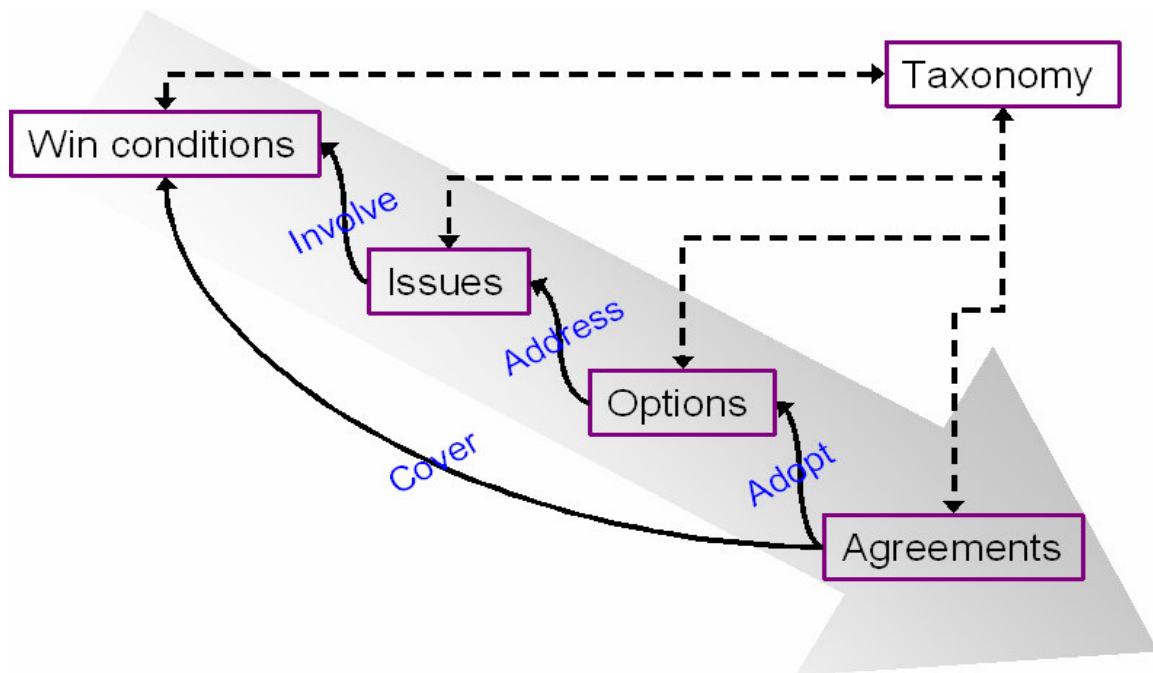 Taxonomy
Win conditions
Involve
Issues
Address
Options
Cover
Adopt
Agreements